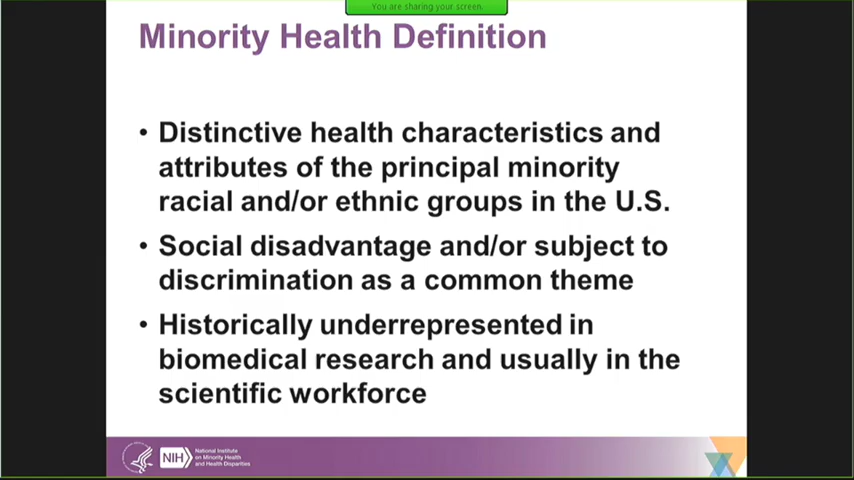 You are sharing your screen.
Minority Health Definition
• Distinctive health characteristics and
attributes of the principal minority
racial and/or ethnic groups in the U.S.
• Social disadvantage and/or subject to
discrimination as a common theme
• Historically underrepresented in
biomedical research and usually in the
scientific workforce
NIH
National Institute
on Minority Health
and Health Disparities